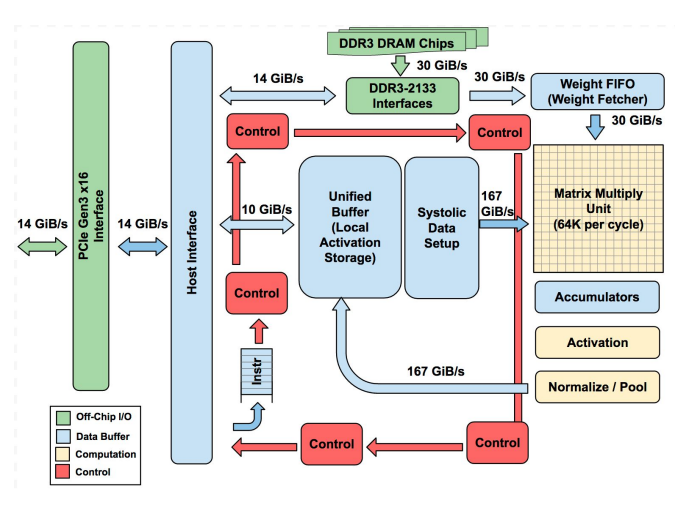 DDR3 DRAM Chips
30 GiB/s
14 GiB/s
DDR3-2133
Interfaces
30 GiB/s
Weight FIFO
(Weight Fetcher)
30 GiB/s
Control
Control
PCIe Gen3 x16
Interface
14 GiB/s
14 GiB/s
Host Interface
10 GiB/s
Unified
Buffer
(Local
Activation
Storage)
Systolic
Data
Setup
167
GiB/s
Matrix Multiply
Unit
(64K per cycle)
Control
Accumulators
Activation
Instr
167 GiB/s
Normalize / Pool
Off-Chip I/O
Data Buffer
Computation
Control
Control
Control